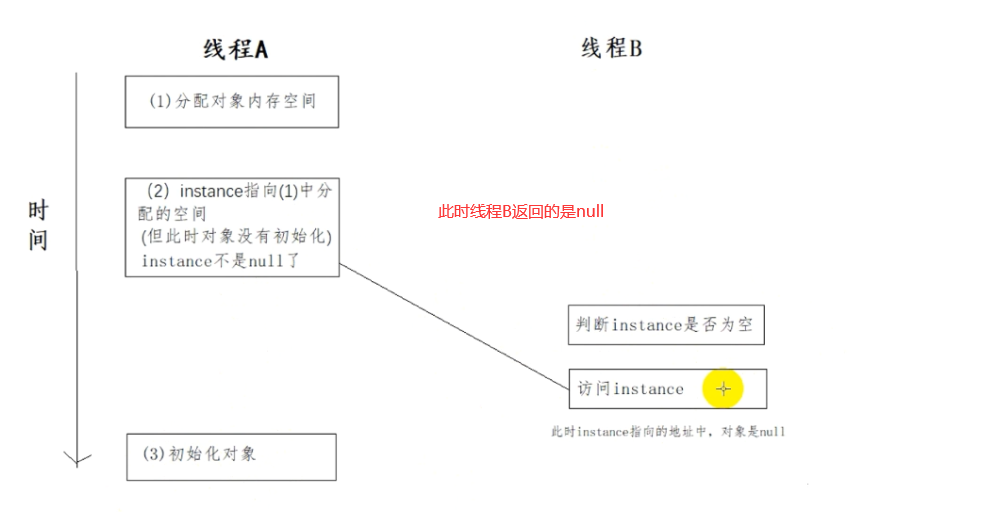 线程A
线程B
(1)分配对象内存空间
（2）instance指向(1)中分
配的空间
(但此时对象没有初始化)
instance不是null了
此时线程B返回的是null
时
间
判断instance是否为空
访问instance
此时instance指向的地址中，对象是null
(3)初始化对象